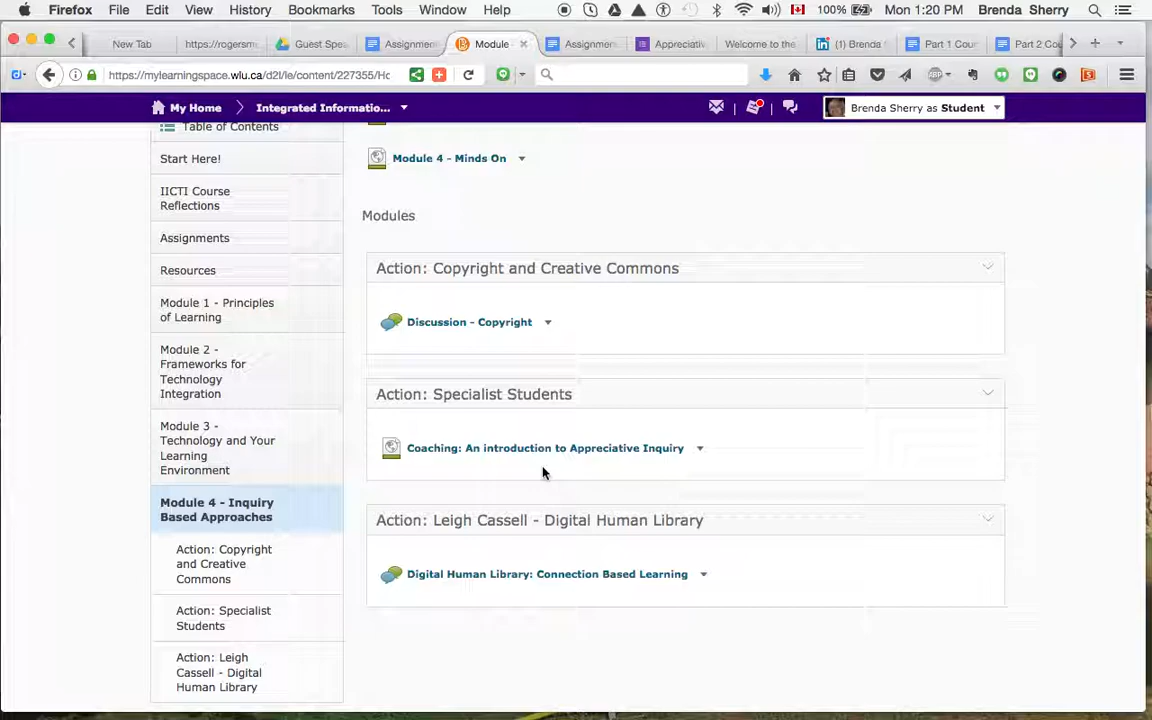 Firefox File Edit View History Bookmarks Tools Window Help 100% Mon 1:20 PM Brenda Sherry
New Tab https://rogersm Guest Spe Assignmen Module Assignmen Appreciativ Welcome to the Brenda Part 1 Cour Part 2 Cou
https://mylearningspace.wlu.ca/d2l/le/content/227355/Ho
My Home Integrated Informatio... Brenda Sherry as Student
Table of Contents
Start Here!
IICTI Course
Reflections
Assignments
Resources
Module 1 - Principles
of Learning
Module 2 -
Frameworks for
Technology
Integration
Module 3 -
Technology and Your
Learning
Environment
Module 4 - Inquiry
Based Approaches
Action: Copyright
and Creative
Commons
Action: Specialist
Students
Action: Leigh
Cassell - Digital
Human Library
Module 4 - Minds On
Modules
Action: Copyright and Creative Commons
Discussion - Copyright
Action: Specialist Students
Coaching: An introduction to Appreciative Inquiry
Action: Leigh Cassell - Digital Human Library
Digital Human Library: Connection Based Learning